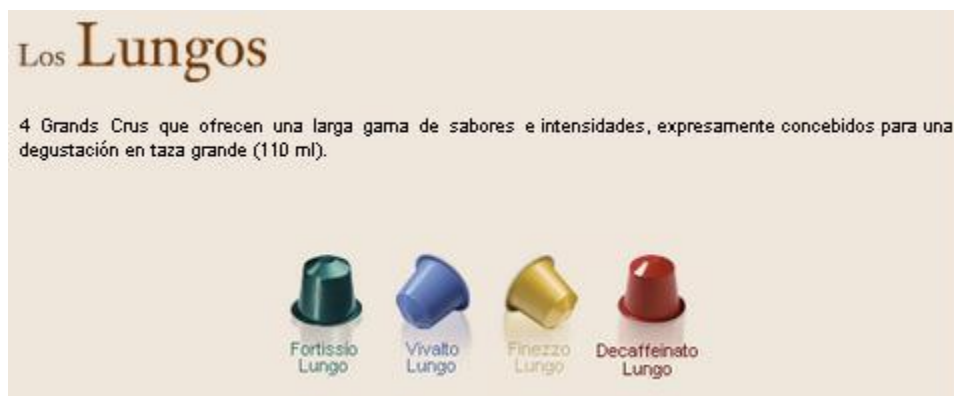 Los Lungos
4 Grands Crus que ofrecen una larga gama de sabores e intensidades, expresamente concebidos para una
degustación en taza grande (110 ml).
Fortissio
Lungo
Vivalto
Lungo
Finezzo
Lungo
Decaffeinato
Lungo